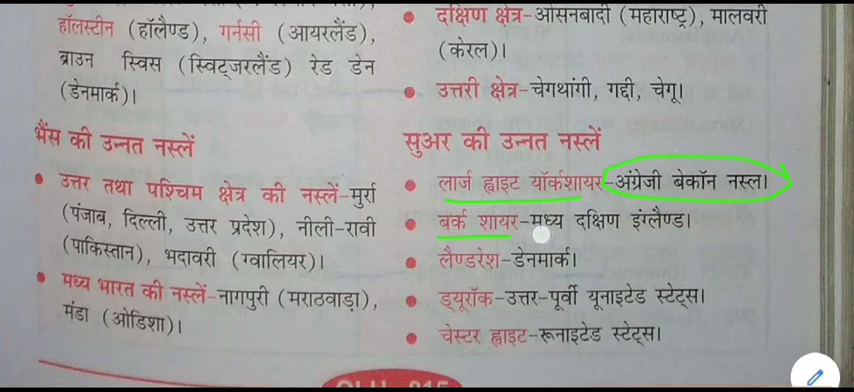 हॉलस्टीन (हॉलैण्ड), गर्नसी (आयरलैंड),
ब्राउन स्विस (स्विट्जरलैंड) रेड डेन
(डेनमार्क)।
भैंस की उन्नत नस्लें
• उत्तर तथा पश्चिम क्षेत्र की नस्लें-मुर्रा
(पंजाब, दिल्ली, उत्तर प्रदेश), नीली-रावी
(पाकिस्तान), भदावरी (ग्वालियर)।
• मध्य भारत की नस्लें-नागपुरी (मराठवाड़ा),
मंडा (ओडिशा)।
• दक्षिण क्षेत्र-ओसनबादी (महाराष्ट्र), मालवरी
(केरल)।
• उत्तरी क्षेत्र-चेगथांगी, गद्दी, चेगू।
सुअर की उन्नत नस्लें
• लार्ज ह्वाइट यॉर्कशायर-अंग्रेजी बेकॉन नस्ल।
• बर्क शायर-मध्य दक्षिण इंग्लैण्ड।
• लैण्डरेश-डेनमार्क।
• ड्यूरॉक-उत्तर-पूर्वी यूनाइटेड स्टेट्स।
• चेस्टर ह्वाइट-रूनाइटेड स्टेट्स।